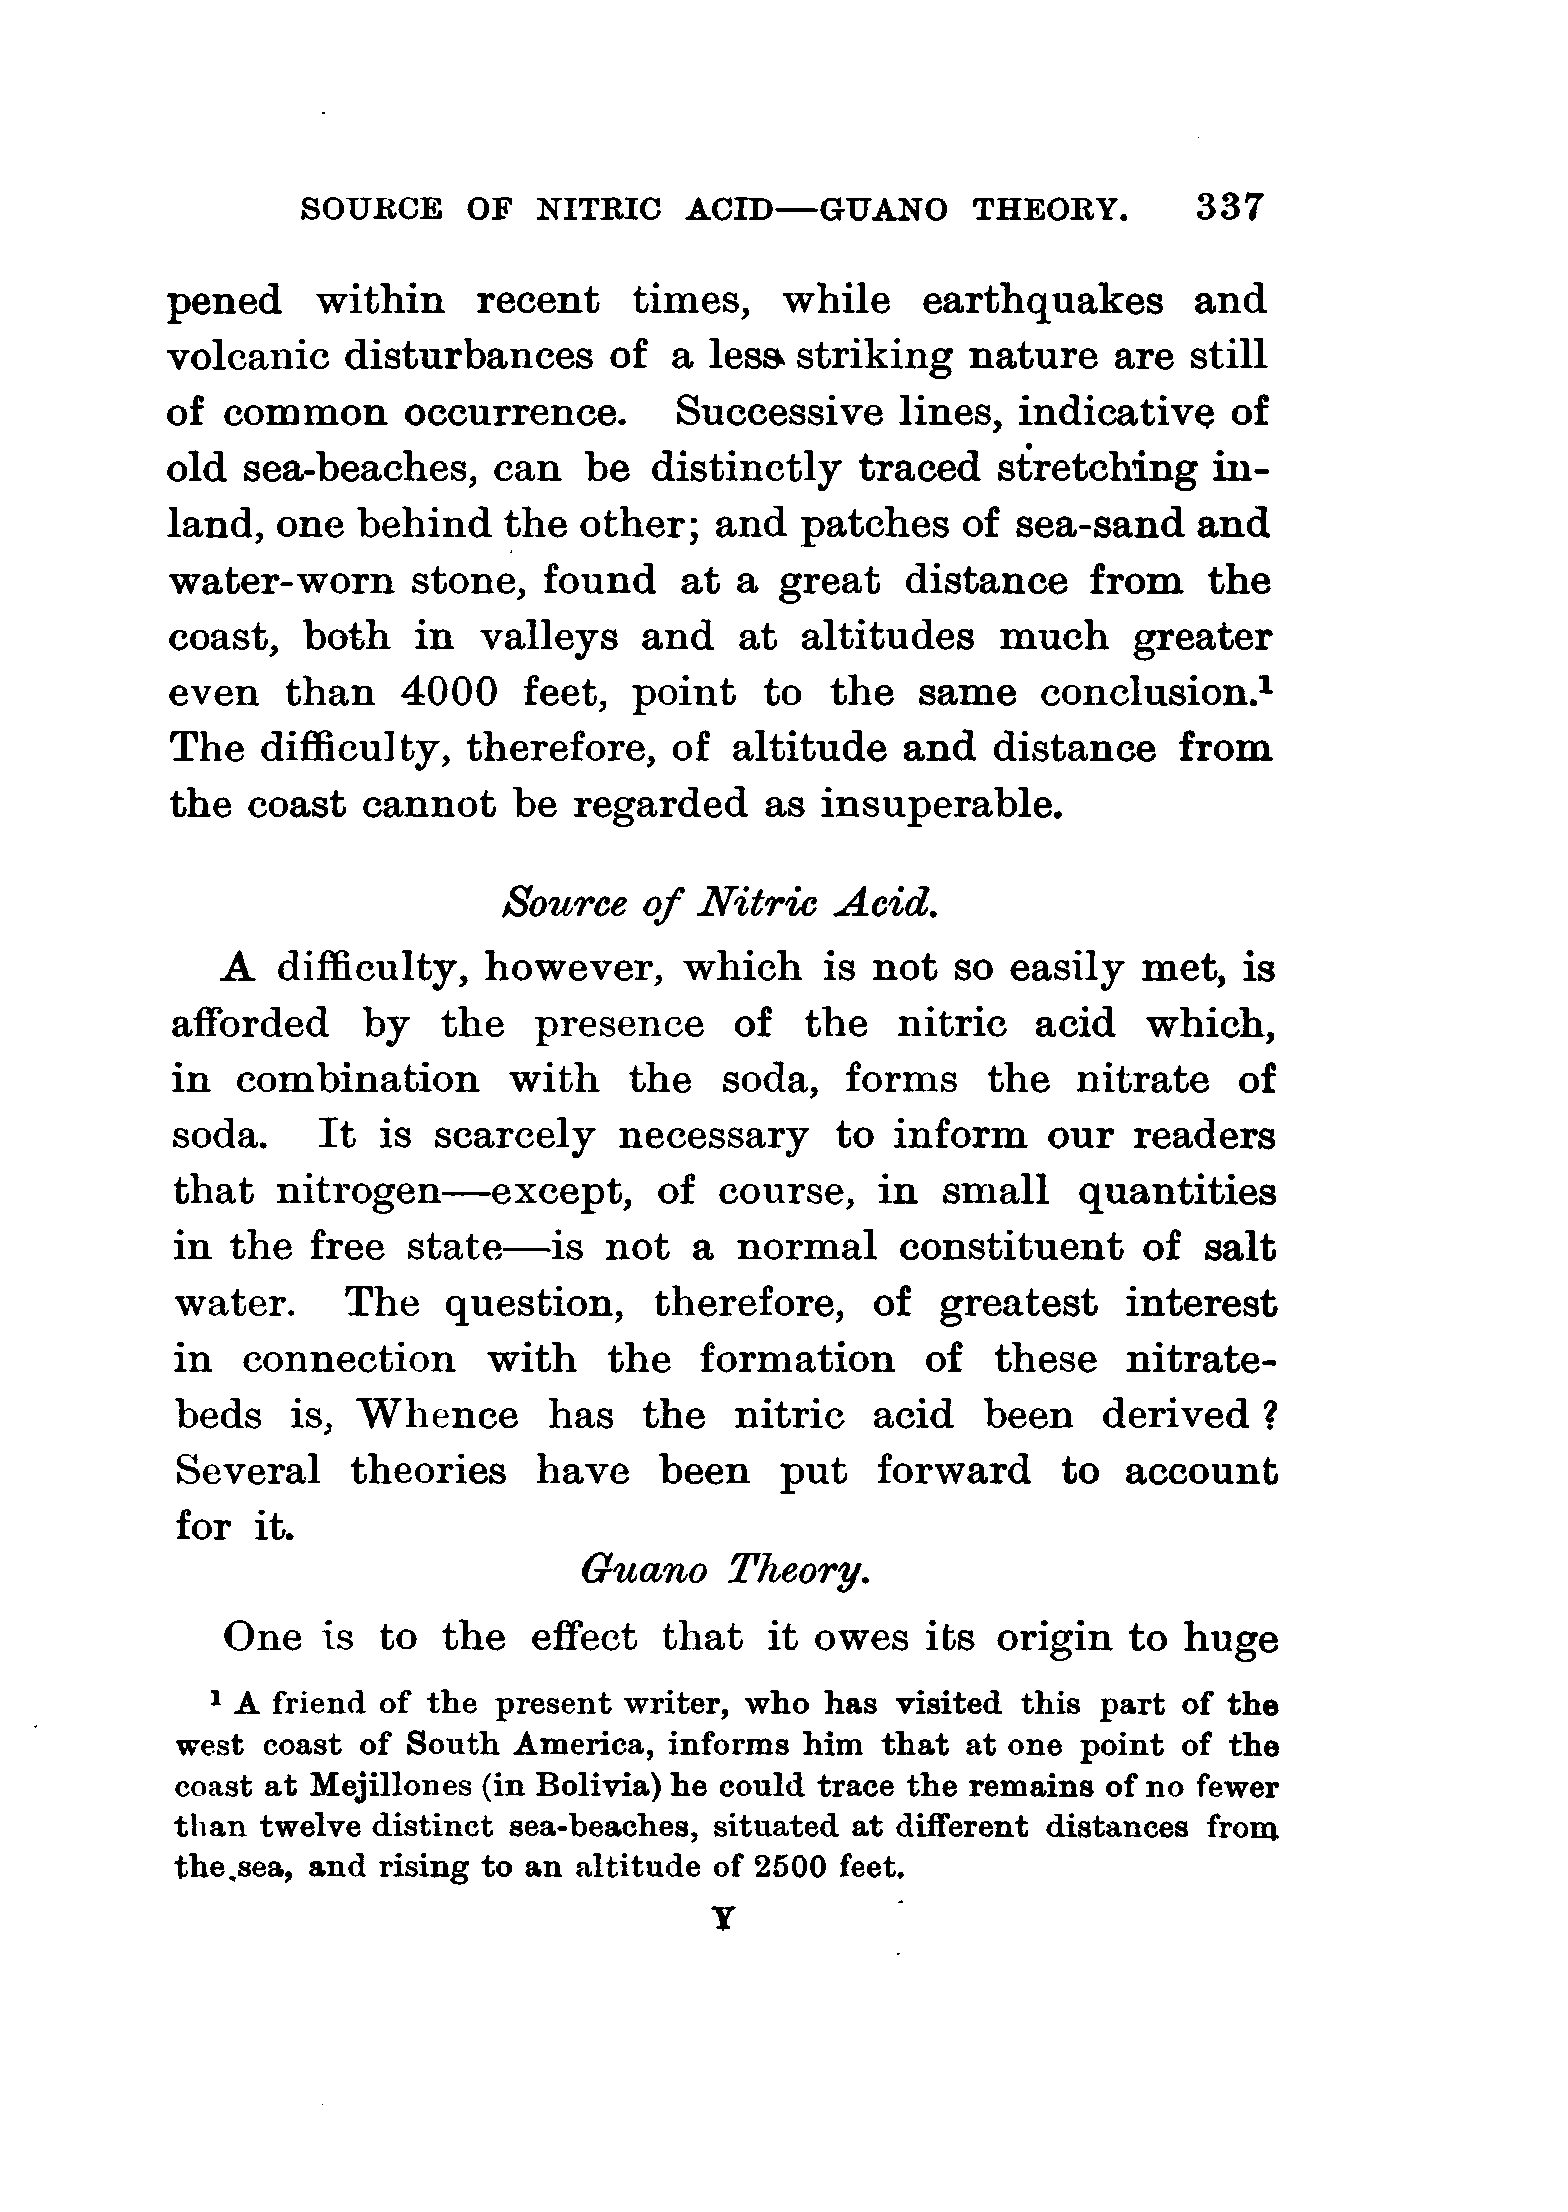 SOURCE OF NITRIC ACID—GUANO THEORY. 337
pened within recent times, while earthquakes and
volcanic disturbances of a less striking nature are still
of common occurrence. Successive lines, indicative of
old sea-beaches, can be distinctly traced stretching in-
land, one behind the other; and patches of sea-sand and
water-worn stone, found at a great distance from the
coast, both in valleys and at altitudes much greater
even than 4000 feet, point to the same conclusion.¹
The difficulty, therefore, of altitude and distance from
the coast cannot be regarded as insuperable.
Source of Nitric Acid.
A difficulty, however, which is not so easily met, is
afforded by the presence of the nitric acid which,
in combination with the soda, forms the nitrate of
soda. It is scarcely necessary to inform our readers
that nitrogen—except, of course, in small quantities
in the free state—is not a normal constituent of salt
water. The question, therefore, of greatest interest
in connection with the formation of these nitrate-
beds is, Whence has the nitric acid been derived?
Several theories have been put forward to account
for it.
Guano Theory.
One is to the effect that it owes its origin to huge
¹ A friend of the present writer, who has visited this part of the
west coast of South America, informs him that at one point of the
coast at Mejillones (in Bolivia) he could trace the remains of no fewer
than twelve distinct sea-beaches, situated at different distances from
the sea, and rising to an altitude of 2500 feet.
Y